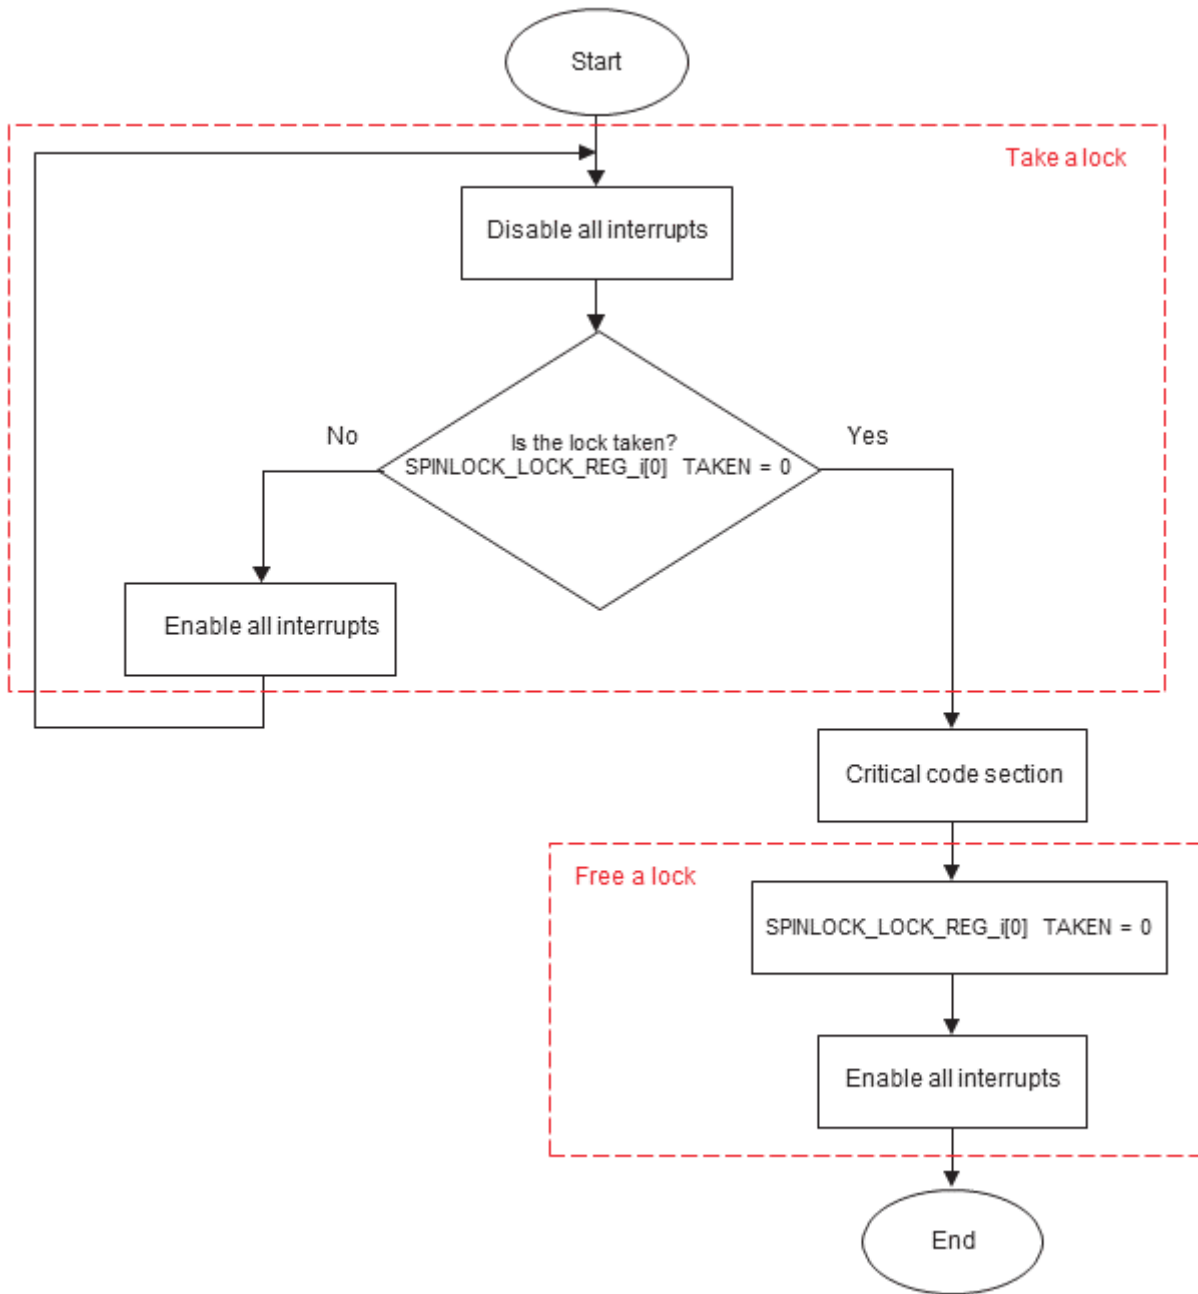 Start
Take a lock
Disable all interrupts
No
Yes
Is the lock taken?
SPINLOCK_LOCK_REG_i[0] TAKEN = 0
Enable all interrupts
Critical code section
Free a lock
SPINLOCK_LOCK_REG_i[0] TAKEN = 0
Enable all interrupts
End